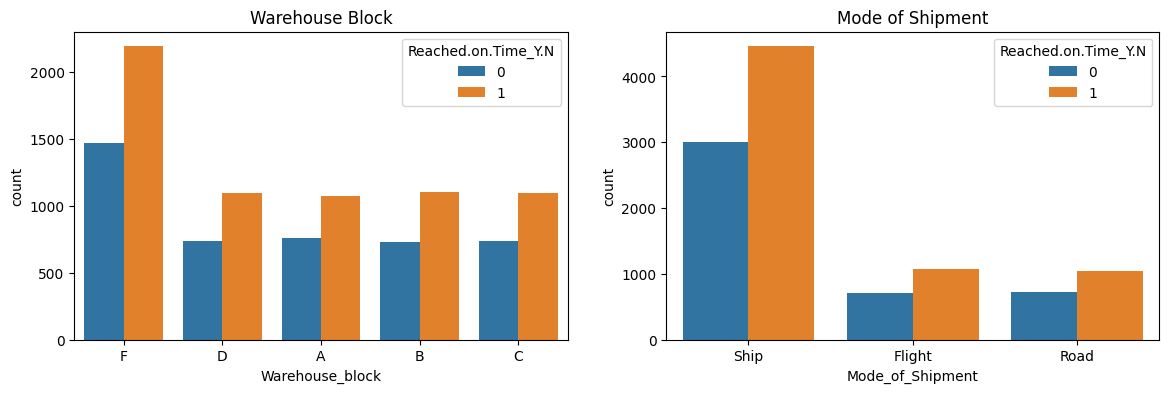 Warehouse Block
Reached.on.Time_Y.N
0
1
2000
1500
1000
500
0
count
F D A B C
Warehouse_block
Mode of Shipment
Reached.on.Time_Y.N
0
1
4000
3000
2000
1000
0
count
Ship Flight Road
Mode_of_Shipment